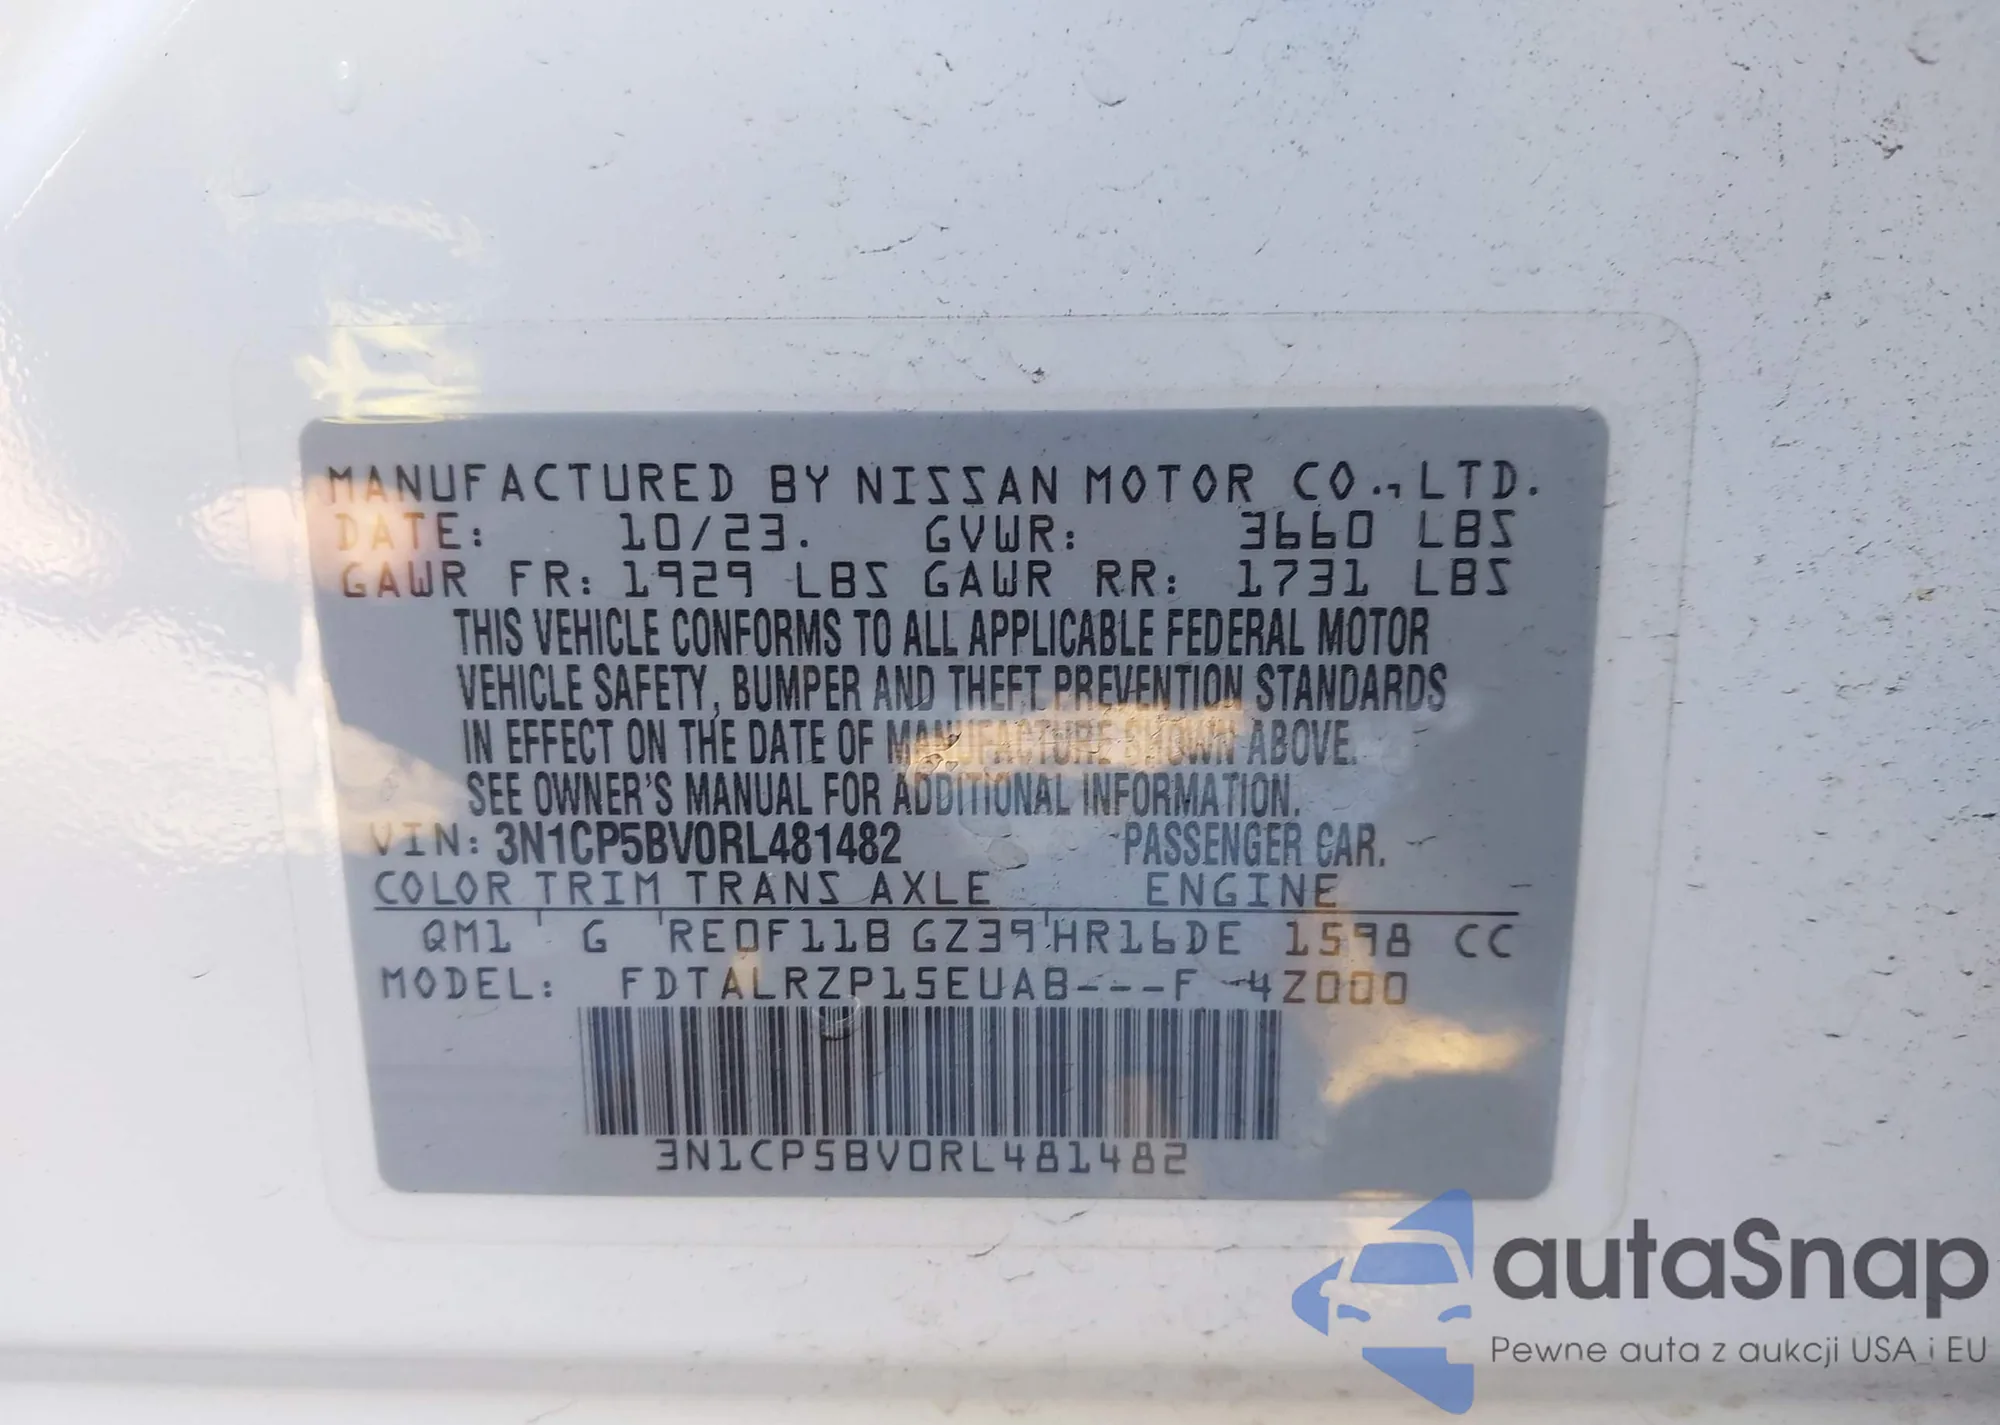 MANUFACTURED BY NISSAN MOTOR CO., LTD.
DATE: 10/23. GVWR: 3660 LBS
GAWR FR: 1929 LBS GAWR RR: 1731 LBS
THIS VEHICLE CONFORMS TO ALL APPLICABLE FEDERAL MOTOR
VEHICLE SAFETY, BUMPER AND THEFT PREVENTION STANDARDS
IN EFFECT ON THE DATE OF MANUFACTURE SHOWN ABOVE.
SEE OWNER'S MANUAL FOR ADDITIONAL INFORMATION.
VIN: 3N1CP5BV0RL481482 PASSENGER CAR.
COLOR TRIM TRANS AXLE ENGINE
QM1 G RE0F11B GZ39 HR16DE 1598 CC
MODEL: FDTALRZP15EUAB---F-4Z000
3N1CP5BV0RL481482
autaSnap
Pewne auta z aukcji USA i EU